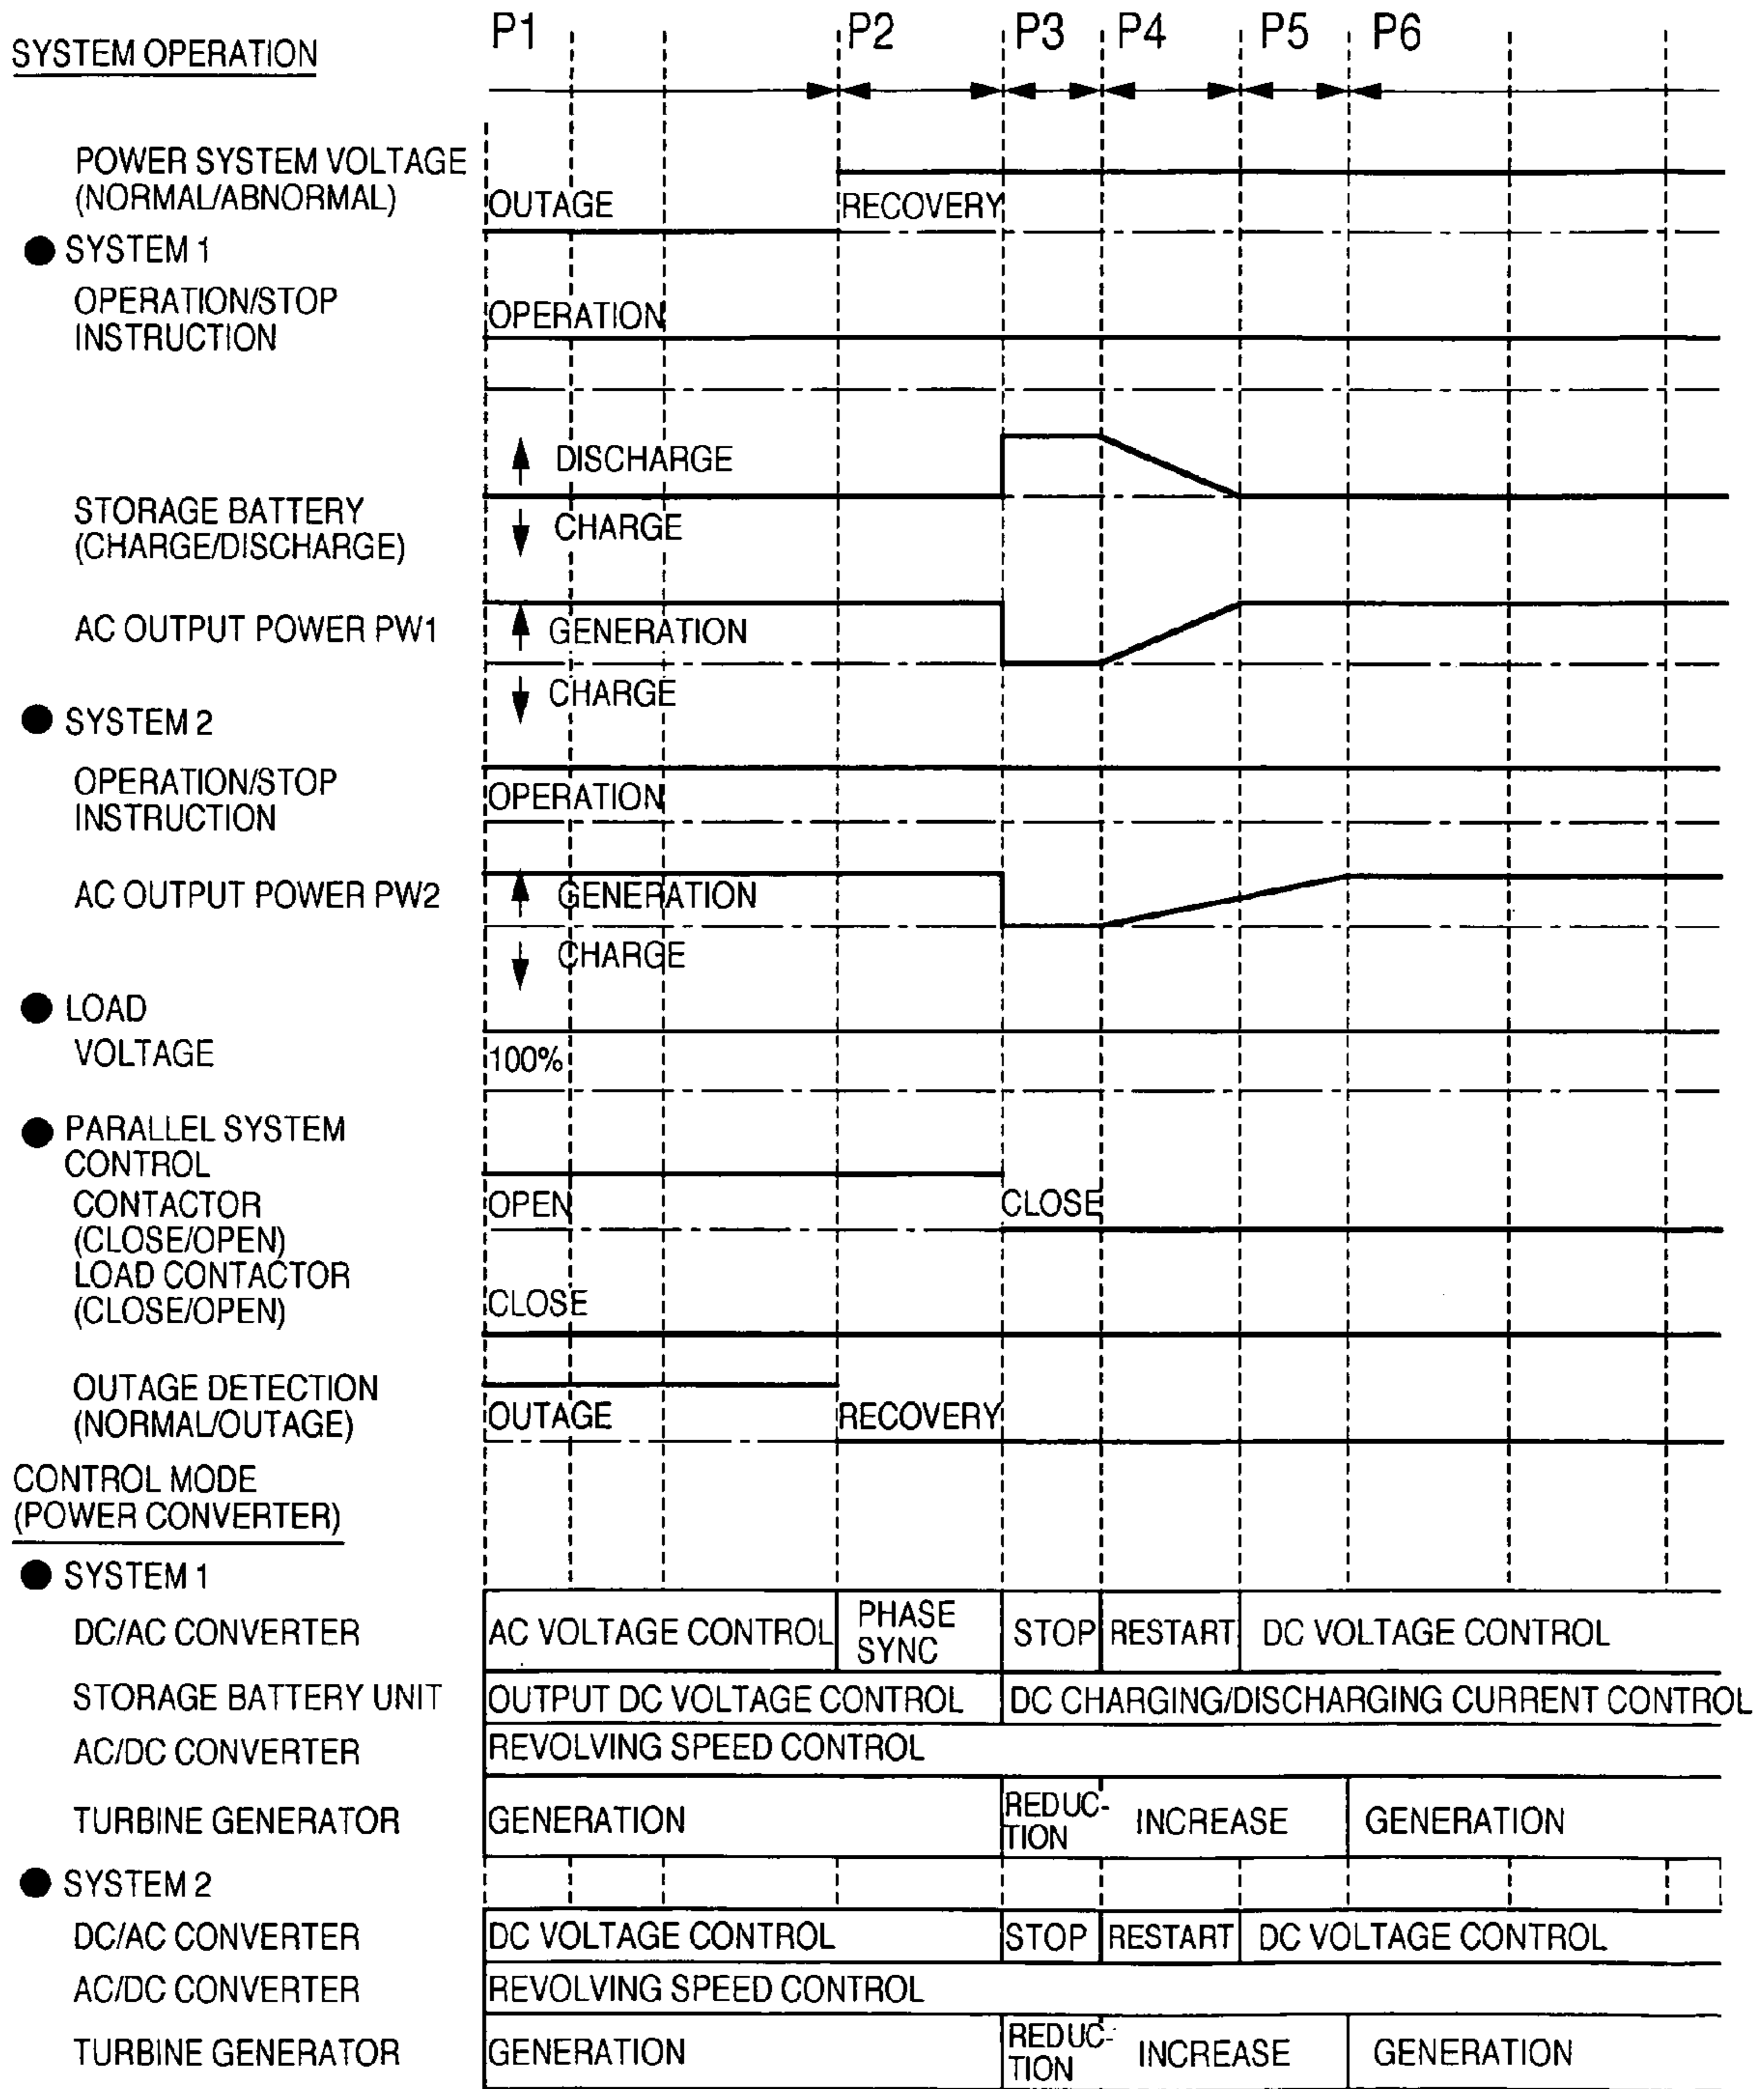 SYSTEM OPERATION
P1 P2 P3 P4 P5 P6
POWER SYSTEM VOLTAGE
(NORMAL/ABNORMAL)
OUTAGE RECOVERY
SYSTEM 1
OPERATION/STOP
INSTRUCTION
OPERATION
DISCHARGE
STORAGE BATTERY
(CHARGE/DISCHARGE)
CHARGE
AC OUTPUT POWER PW1
GENERATION
CHARGE
SYSTEM 2
OPERATION/STOP
INSTRUCTION
OPERATION
AC OUTPUT POWER PW2
GENERATION
CHARGE
LOAD
VOLTAGE
100%
PARALLEL SYSTEM
CONTROL
CONTACTOR
(CLOSE/OPEN)
OPEN CLOSE
LOAD CONTACTOR
(CLOSE/OPEN)
CLOSE
OUTAGE DETECTION
(NORMAL/OUTAGE)
OUTAGE RECOVERY
CONTROL MODE
(POWER CONVERTER)
SYSTEM 1
DC/AC CONVERTER
AC VOLTAGE CONTROL
PHASE
SYNC
STOP RESTART DC VOLTAGE CONTROL
STORAGE BATTERY UNIT
OUTPUT DC VOLTAGE CONTROL DC CHARGING/DISCHARGING CURRENT CONTROL
AC/DC CONVERTER
REVOLVING SPEED CONTROL
TURBINE GENERATOR
GENERATION
REDUC-
TION
INCREASE GENERATION
SYSTEM 2
DC/AC CONVERTER
DC VOLTAGE CONTROL STOP RESTART DC VOLTAGE CONTROL
AC/DC CONVERTER
REVOLVING SPEED CONTROL
TURBINE GENERATOR
GENERATION
REDUC-
TION
INCREASE GENERATION